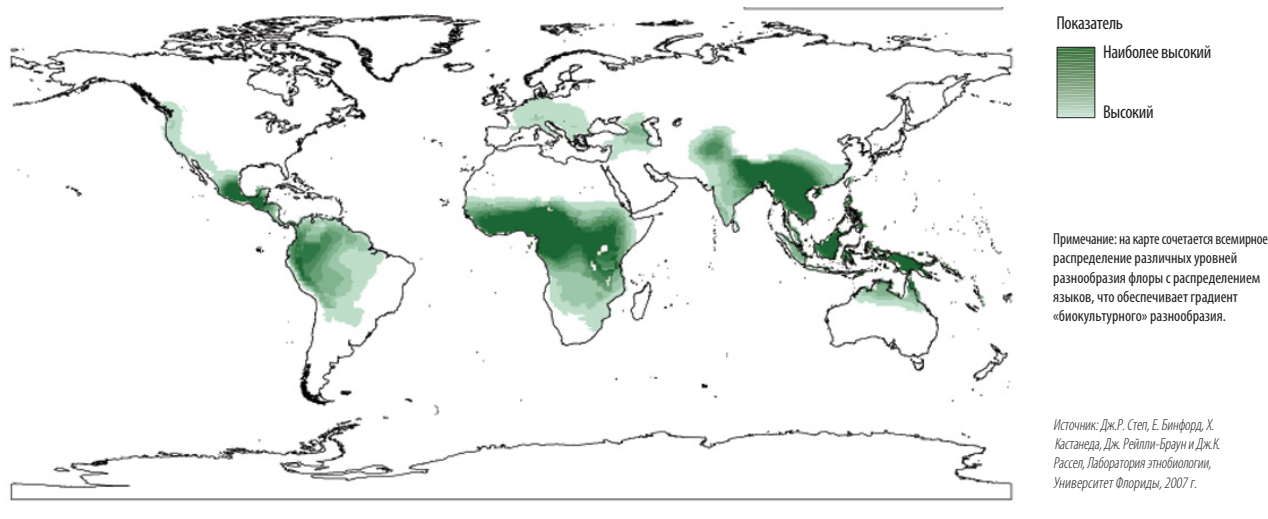 Показатель
Наиболее высокий
Высокий
Примечание: на карте сочетается всемирное
распределение различных уровней
разнообразия флоры с распределением
языков, что обеспечивает градиент
«биокультурного» разнообразия.
Источник: Дж.Р. Степ, Е. Бинфорд, Х.
Кастанеда, Дж. Рейлли-Браун и Дж.К.
Рассел, Лаборатория этнобиологии,
Университет Флориды, 2007 г.